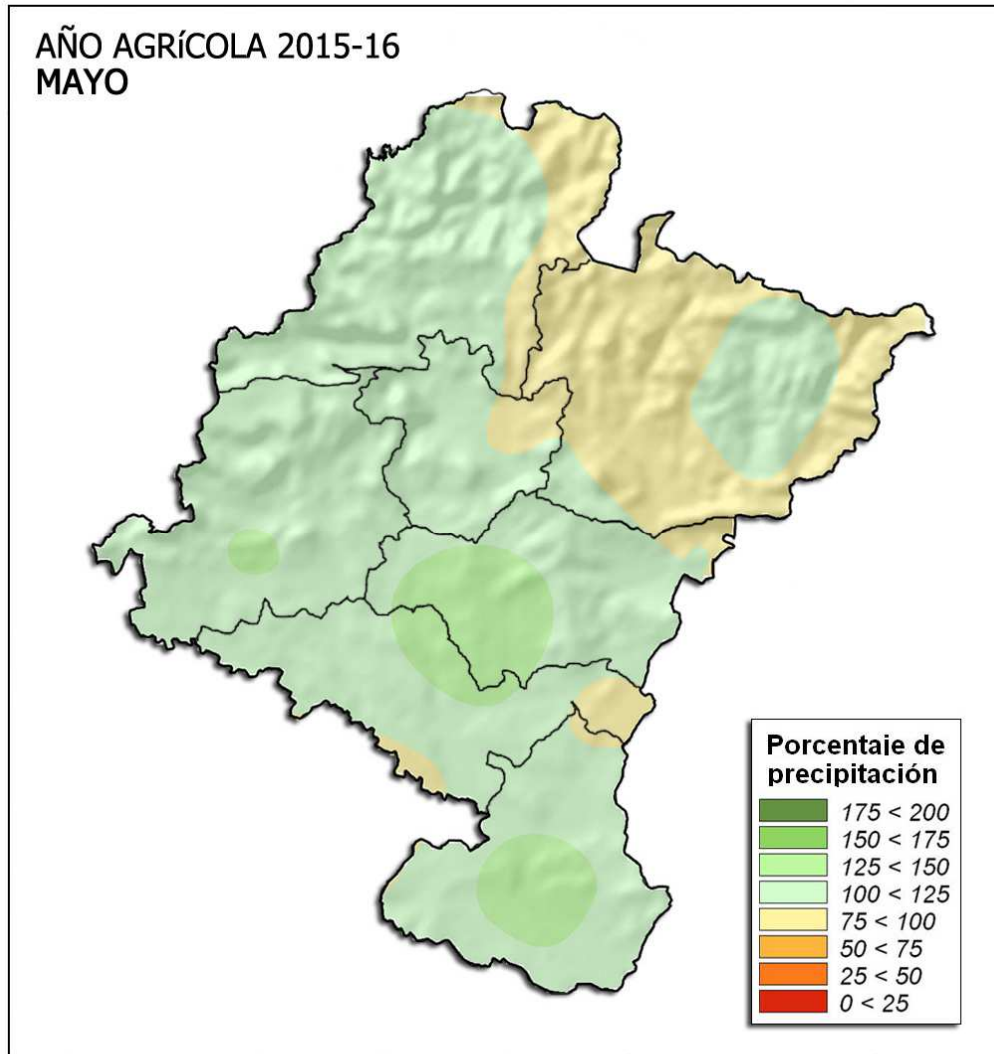 AÑO AGRíCOLA 2015-16
MAYO
Porcentaje de
precipitación
175 < 200
150 < 175
125 < 150
100 < 125
75 < 100
50 < 75
25 < 50
0 < 25